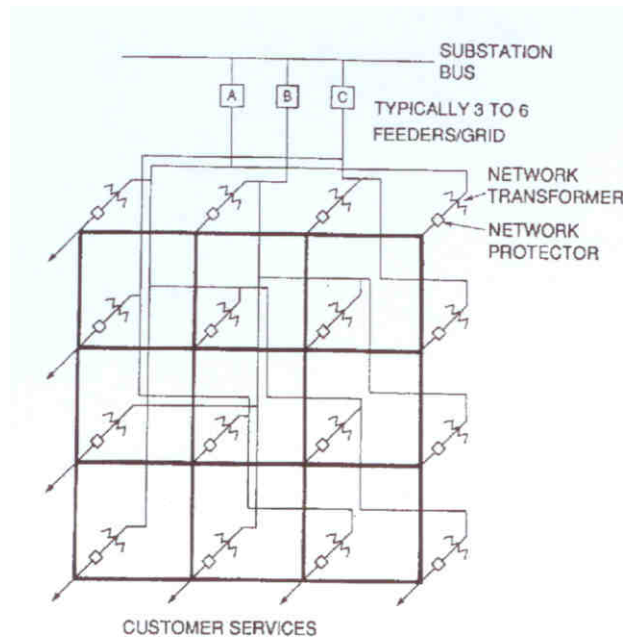 SUBSTATION
BUS
A
B
C
TYPICALLY 3 TO 6
FEEDERS/GRID
NETWORK
TRANSFORMER
NETWORK
PROTECTOR
CUSTOMER SERVICES